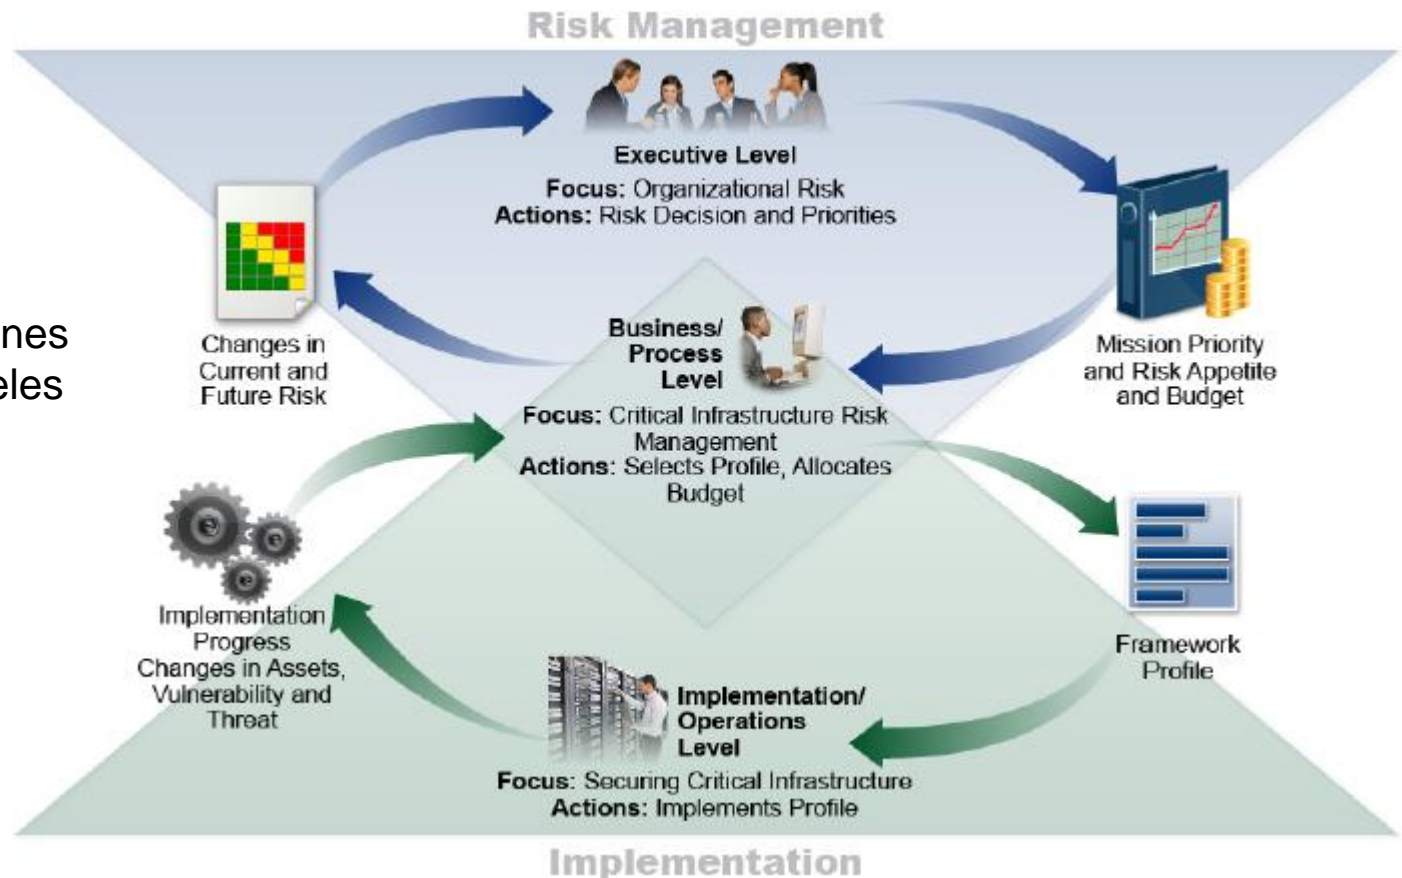 Risk Management
Executive Level
Focus: Organizational Risk
Actions: Risk Decision and Priorities
nes
eles
Changes in
Current and
Future Risk
Business/
Process
Level
Focus: Critical Infrastructure Risk
Management
Actions: Selects Profile, Allocates
Budget
Mission Priority
and Risk Appetite
and Budget
Implementation
Progress
Changes in Assets,
Vulnerability and
Threat
Framework
Profile
Implementation/
Operations
Level
Focus: Securing Critical Infrastructure
Actions: Implements Profile
Implementation